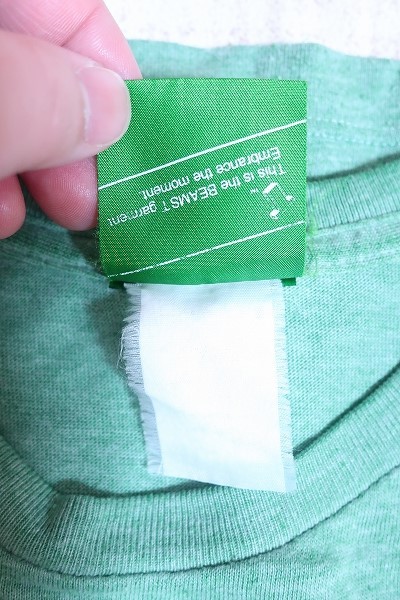 This is the BEAMS T garment
Embrance the moment.